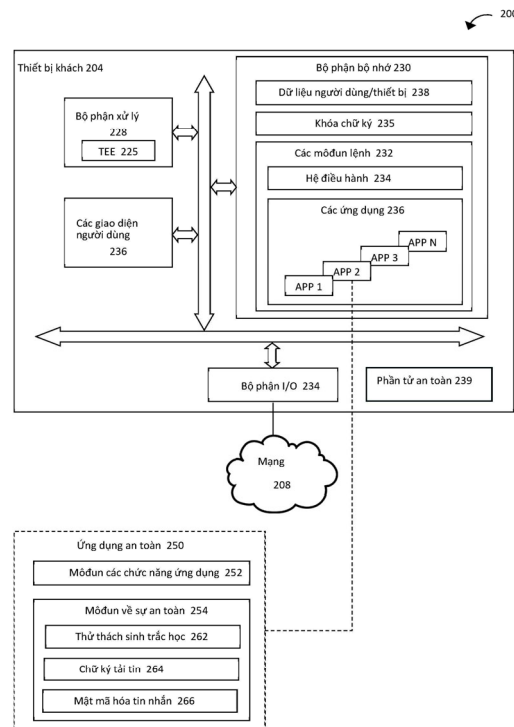 200
Thiết bị khách 204
Bộ phận bộ nhớ 230
Dữ liệu người dùng/thiết bị 238
Khóa chữ ký 235
Bộ phận xử lý
228
TEE 225
Các môđun lệnh 232
Hệ điều hành 234
Các ứng dụng 236
APP N
APP 3
APP 2
APP 1
Các giao diện
người dùng
236
Bộ phận I/O 234
Phần tử an toàn 239
Mạng
208
Ứng dụng an toàn 250
Môđun các chức năng ứng dụng 252
Môđun về sự an toàn 254
Thử thách sinh trắc học 262
Chữ ký tải tin 264
Mật mã hóa tin nhắn 266